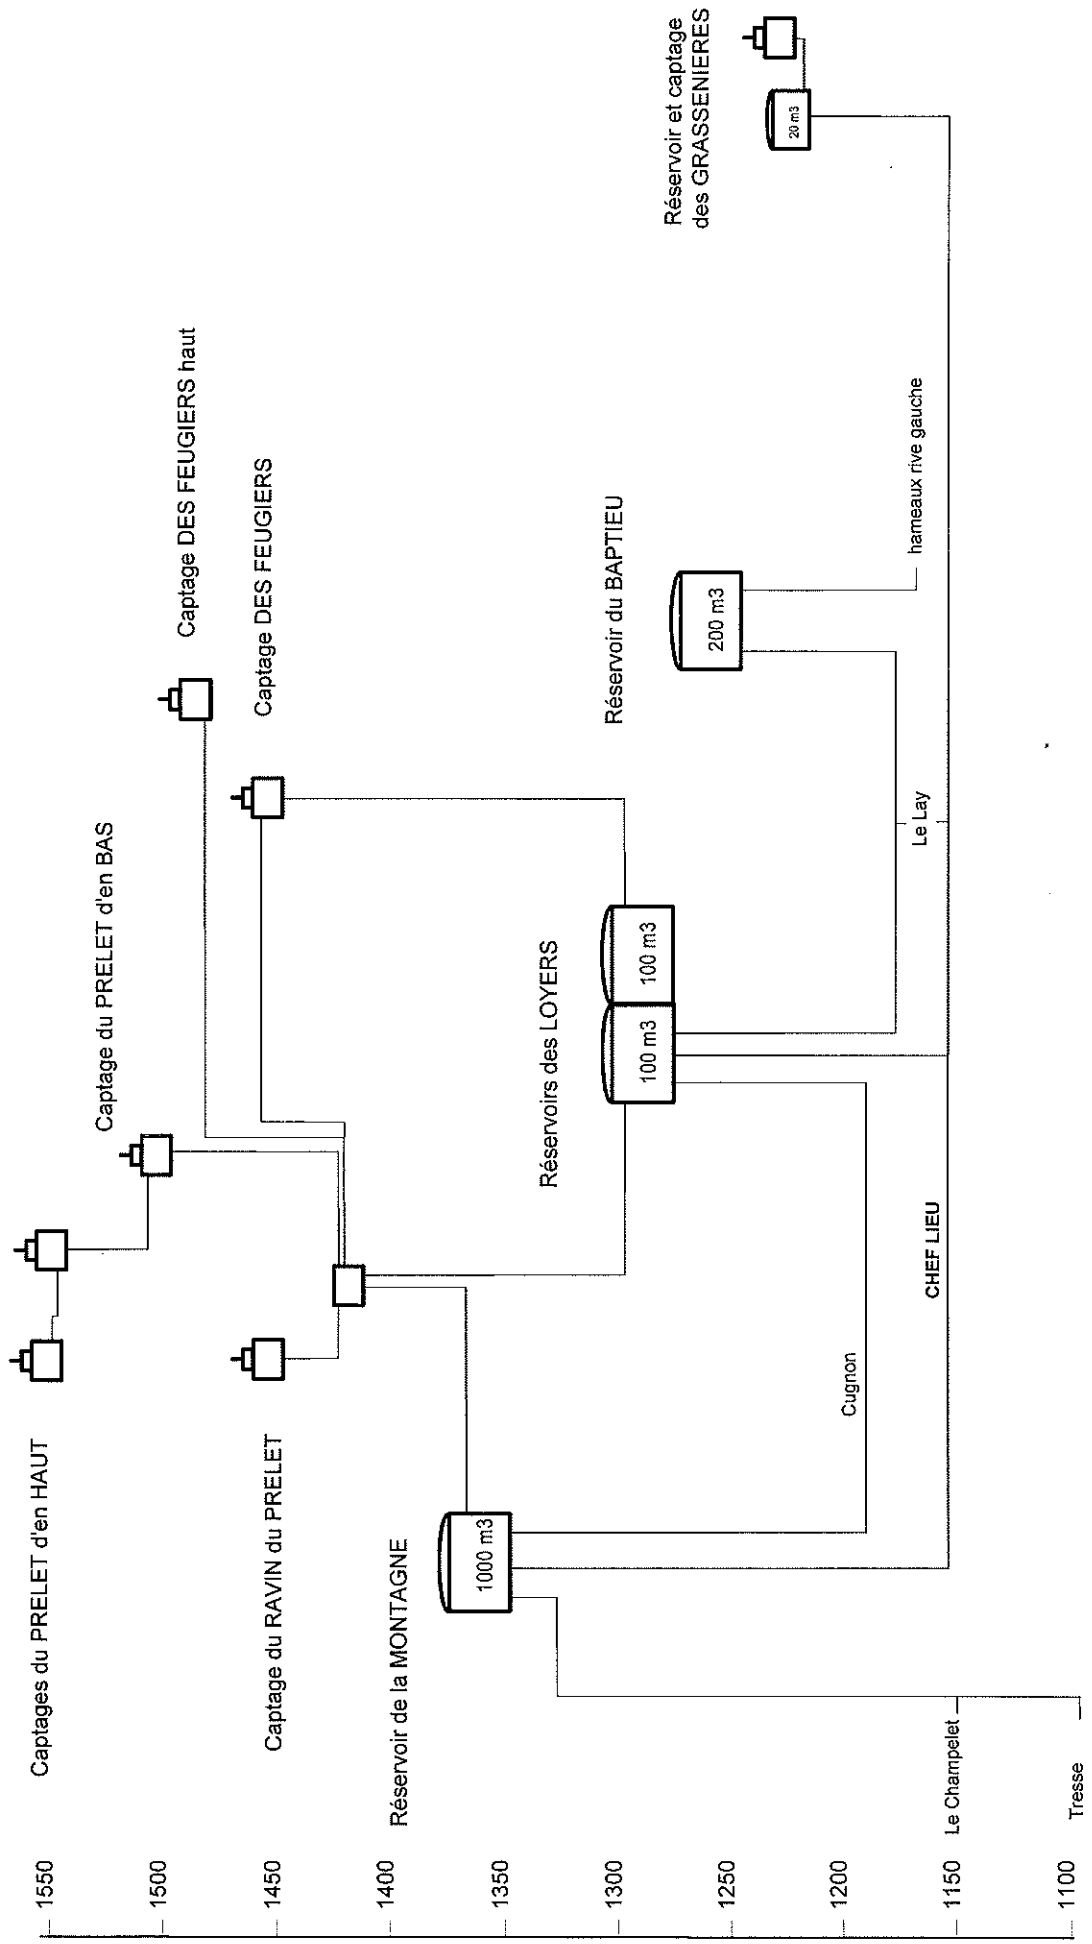 Captages du PRELET d'en HAUT
Captage du PRELET d'en BAS
Captage DES FEUGIERS haut
Captage du RAVIN du PRELET
Captage DES FEUGIERS
Réservoir de la MONTAGNE
1000 m3
Réservoirs des LOYERS
100 m3
100 m3
Réservoir du BAPTIEU
200 m3
Réservoir et captage
des GRASSENIERES
20 m3
Cugnon
CHEF LIEU
Le Lay
hameaux rive gauche
Le Champelet
Tresse
1550
1500
1450
1400
1350
1300
1250
1200
1150
1100